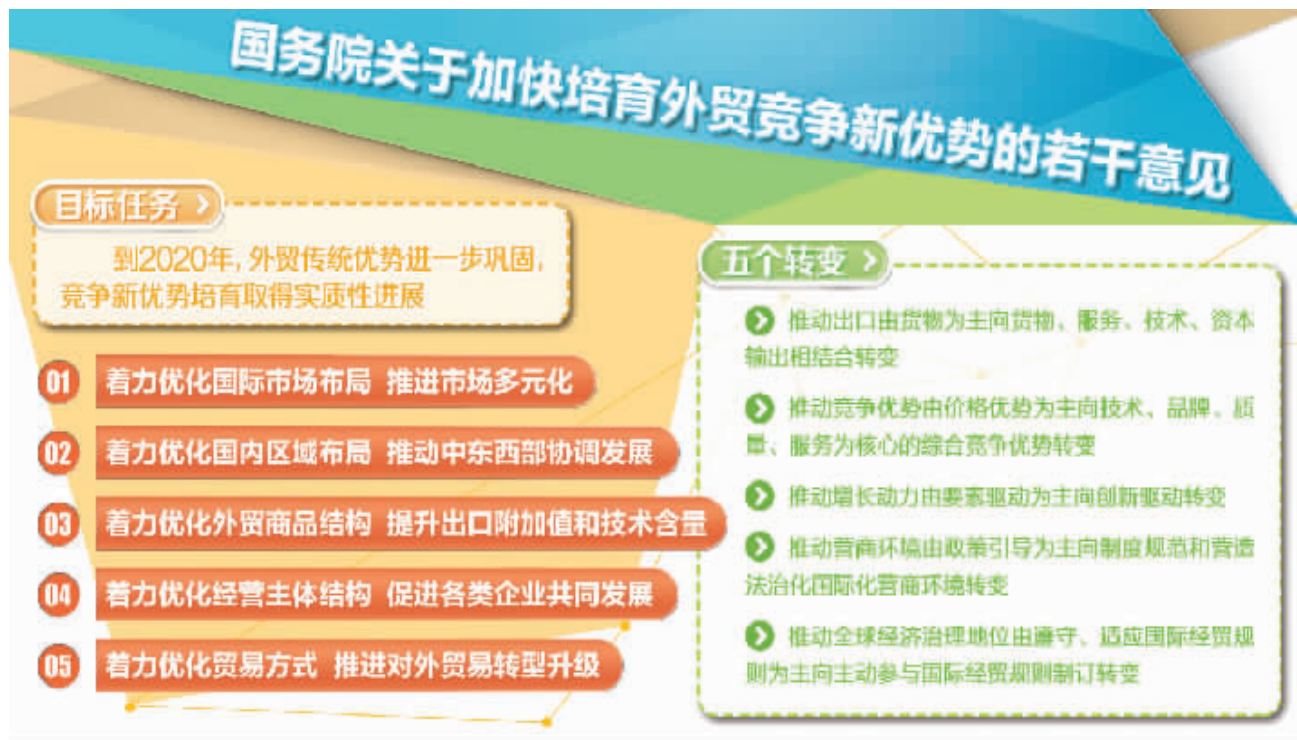 国务院关于加快培育外贸竞争新优势的若干意见
目标任务
到2020年,外贸传统优势进一步巩固,
竞争新优势培育取得实质性进展
01 着力优化国际市场布局 推进市场多元化
02 着力优化国内区域布局 推动中东西部协调发展
03 着力优化外贸商品结构 提升出口附加值和技术含量
04 着力优化经营主体结构 促进各类企业共同发展
05 着力优化贸易方式 推进对外贸易转型升级
五个转变
推动出口由货物为主向货物、服务、技术、资本
输出相结合转变
推动竞争优势由价格优势为主向技术、品牌、质
量、服务为核心的综合竞争优势转变
推动增长动力由要素驱动为主向创新驱动转变
推动营商环境由政策引导为主向制度规范和营造
法治化国际化营商环境转变
推动全球经济治理地位由遵守、适应国际经贸规
则为主向主动参与国际经贸规则制订转变